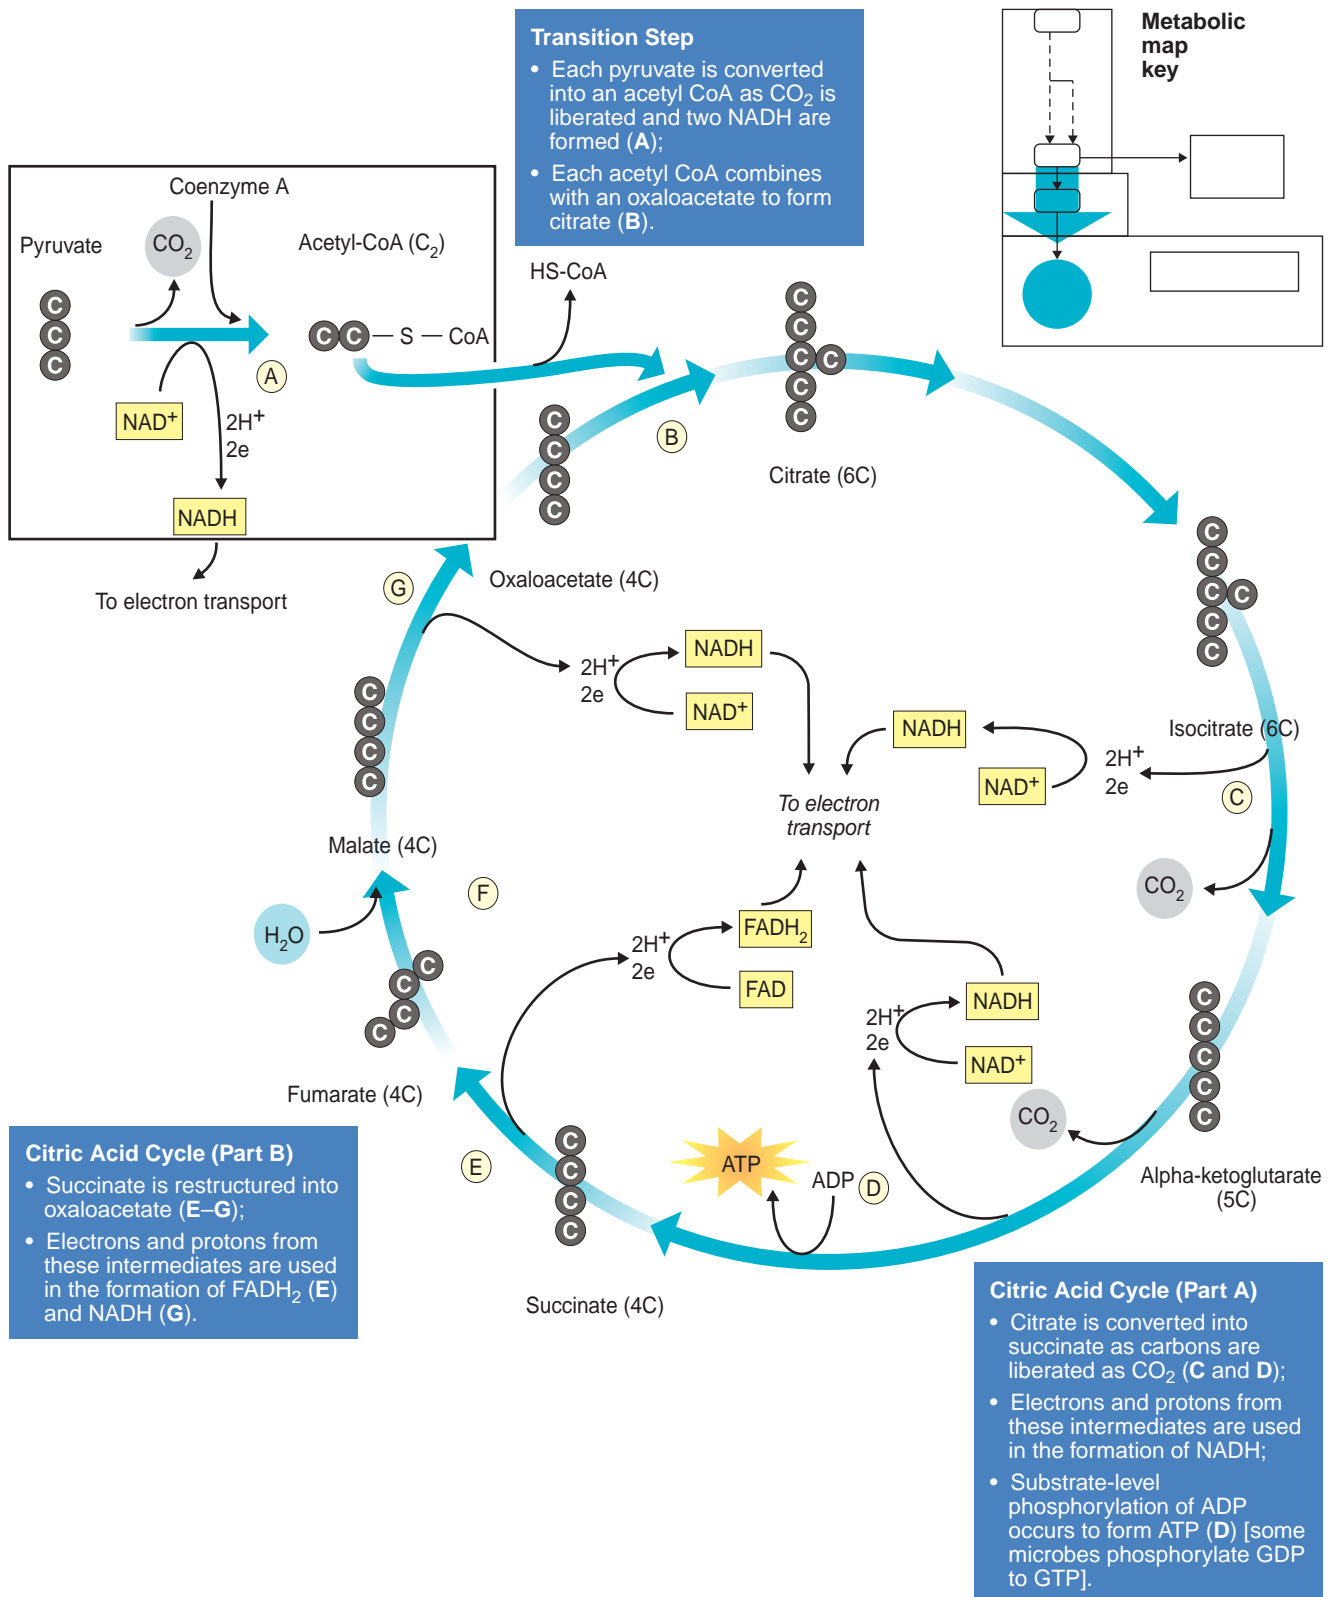 Transition Step
• Each pyruvate is converted
into an acetyl CoA as CO₂ is
liberated and two NADH are
formed (A);
• Each acetyl CoA combines
with an oxaloacetate to form
citrate (B).
Metabolic
map
key
Coenzyme A
Pyruvate
CO₂
Acetyl-CoA (C₂)
C
C
C
C C — S — CoA
A
NAD⁺
2H⁺
2e
NADH
To electron transport
HS-CoA
C
C
C
C
B
C
C
C C
C
C
Citrate (6C)
C
C
C C
C
C
Isocitrate (6C)
G
Oxaloacetate (4C)
2H⁺
2e
NADH
NAD⁺
NADH
NAD⁺
2H⁺
2e
C
CO₂
To electron
transport
C
C
C
C
Malate (4C)
F
H₂O
C
C
C
C
Fumarate (4C)
2H⁺
2e
FADH₂
FAD
2H⁺
2e
NADH
NAD⁺
CO₂
C
C
C
C
C
Alpha-ketoglutarate
(5C)
E
C
C
C
C
ATP
ADP
D
Succinate (4C)
Citric Acid Cycle (Part B)
• Succinate is restructured into
oxaloacetate (E–G);
• Electrons and protons from
these intermediates are used
in the formation of FADH₂ (E)
and NADH (G).
Citric Acid Cycle (Part A)
• Citrate is converted into
succinate as carbons are
liberated as CO₂ (C and D);
• Electrons and protons from
these intermediates are used
in the formation of NADH;
• Substrate-level
phosphorylation of ADP
occurs to form ATP (D) [some
microbes phosphorylate GDP
to GTP].